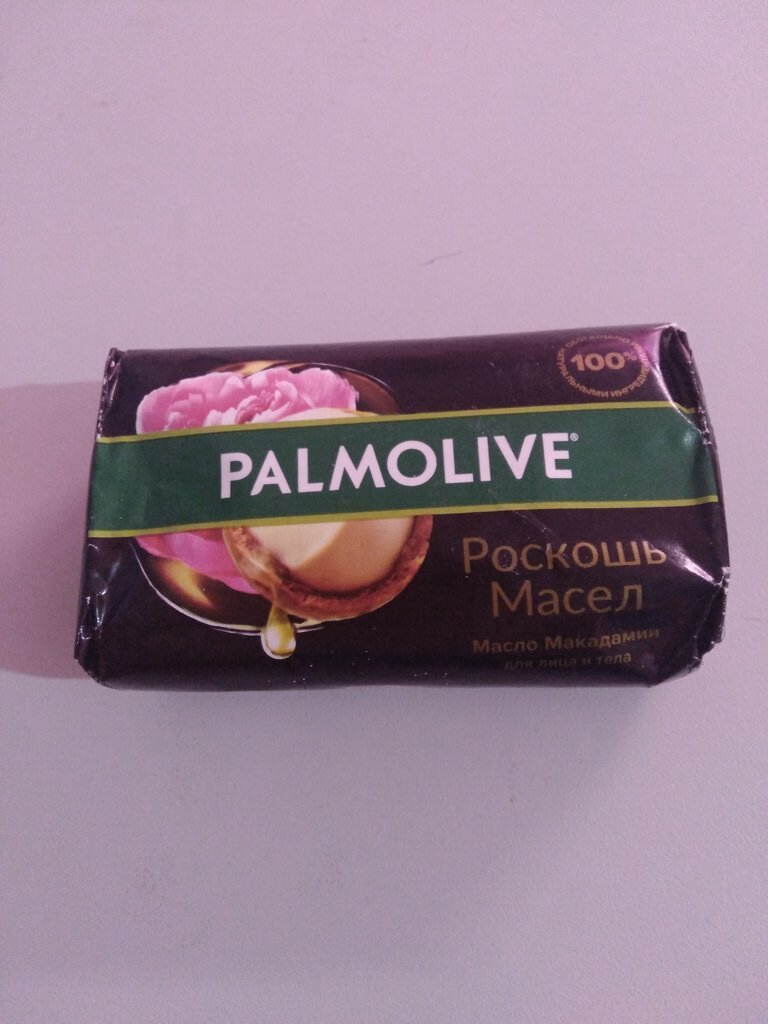 100%
PALMOLIVE®
Роскошь
Масел
Масло Макадамии
для лица и тела